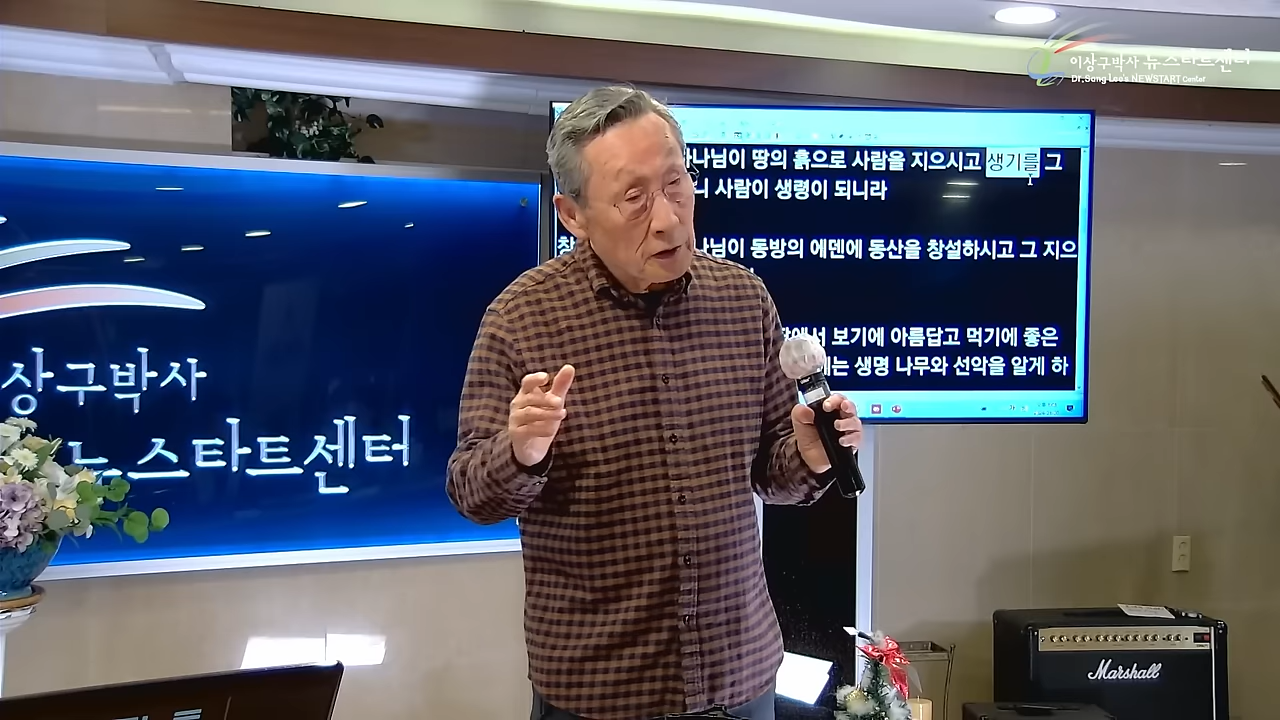 이상구박사 뉴스타트센터
Dr.Sang Lee's NEWSTART Center
하나님이 땅의 흙으로 사람을 지으시고 생기를 그
니 사람이 생령이 되니라
창
나님이 동방의 에덴에 동산을 창설하시고 그 지으
땅에서 보기에 아름답고 먹기에 좋은
에는 생명 나무와 선악을 알게 하
상구박사
뉴스타트센터
Marshall